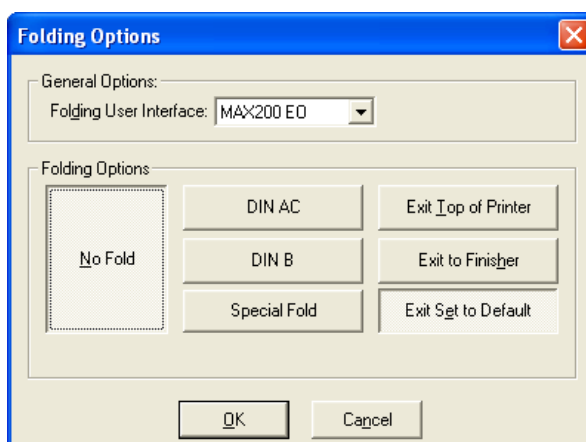 Folding Options
General Options:
Folding User Interface: MAX200 EO
Folding Options
No Fold
DIN AC
Exit Top of Printer
DIN B
Exit to Finisher
Special Fold
Exit Set to Default
OK
Cancel